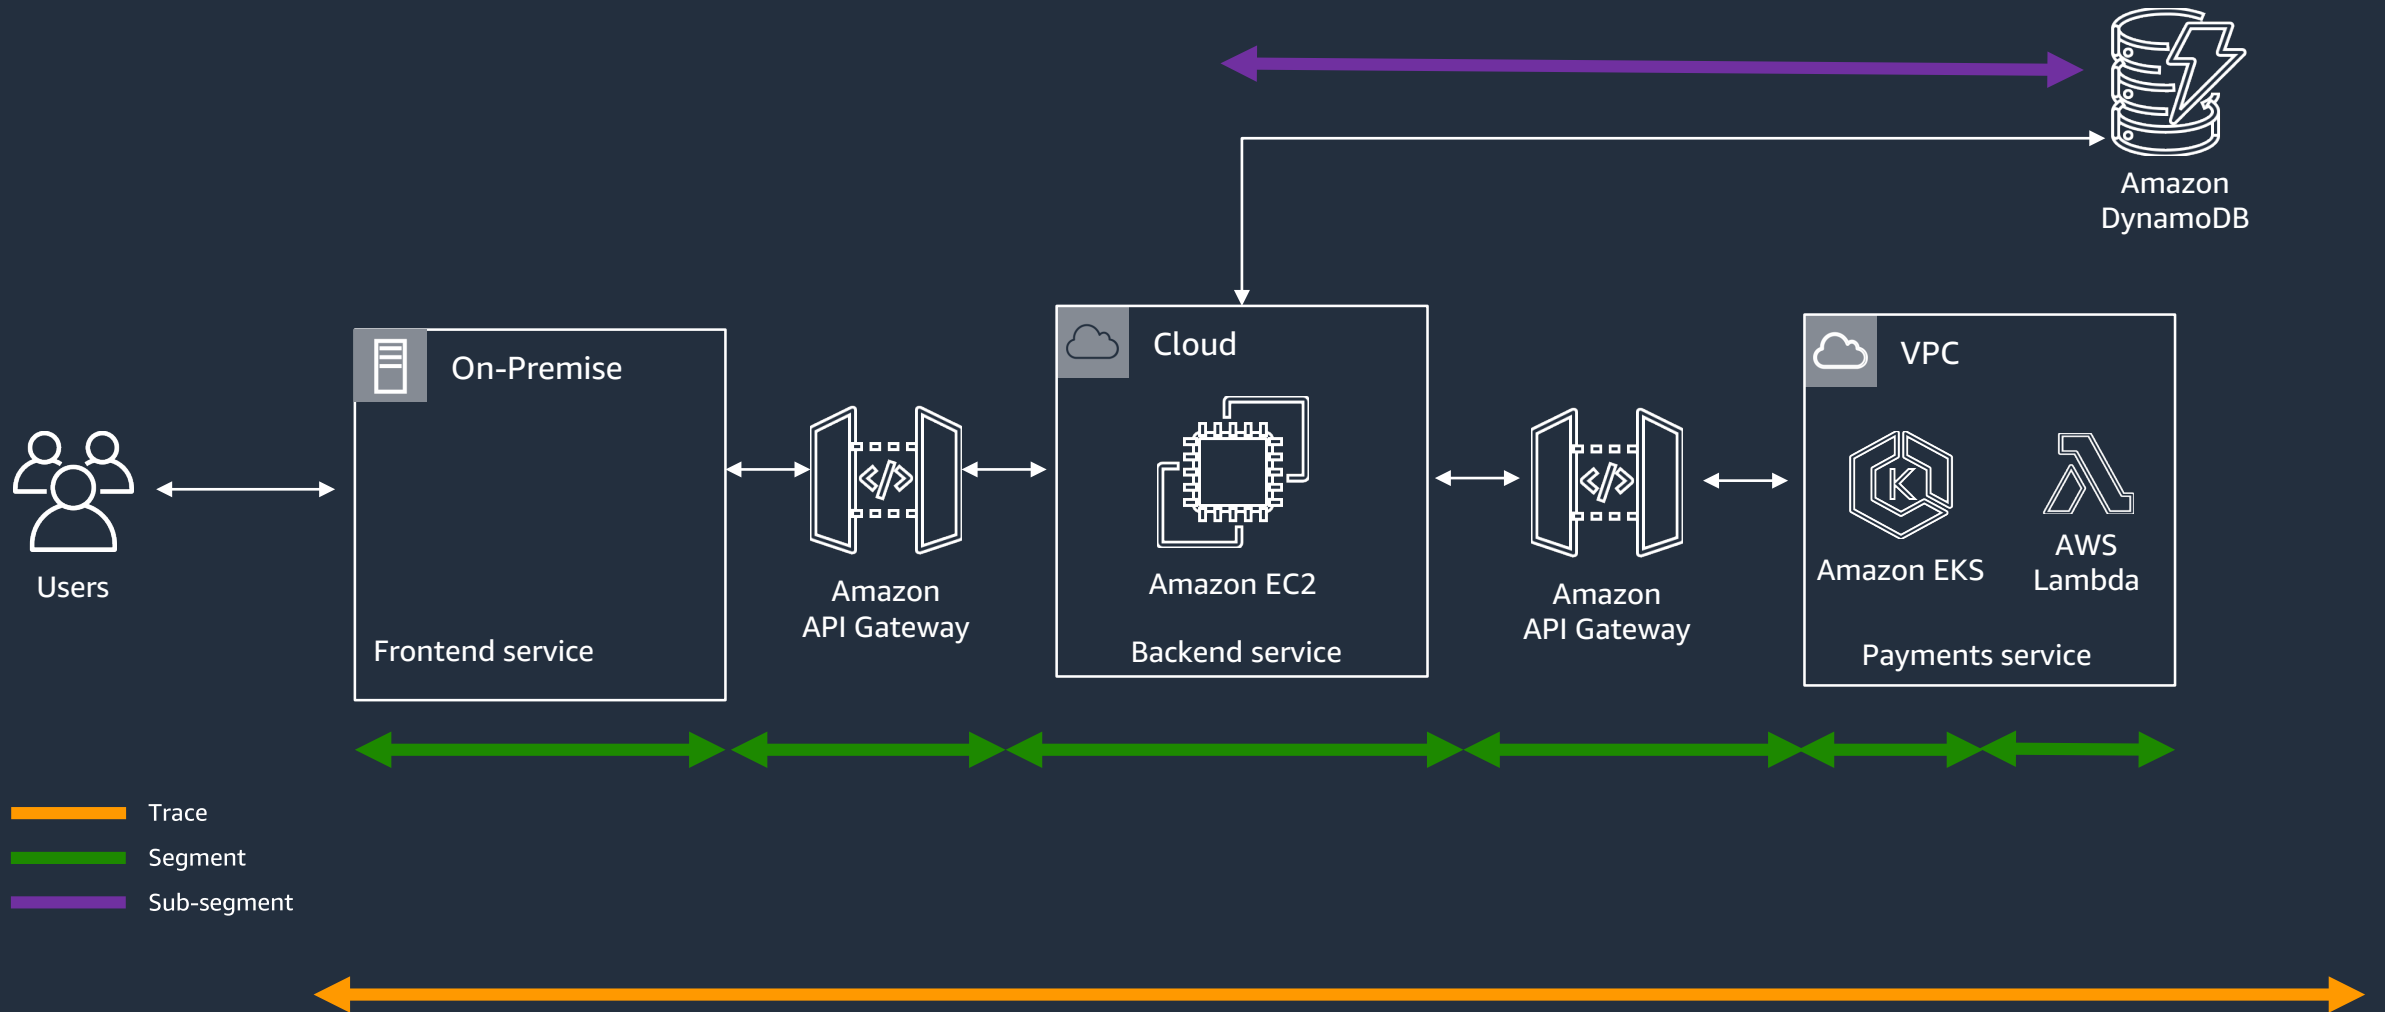 Amazon
DynamoDB
On-Premise
Cloud
VPC
K
Users
Amazon
API Gateway
Amazon EC2
Amazon
API Gateway
Amazon EKS
AWS
Lambda
Frontend service
Backend service
Payments service
Trace
Segment
Sub-segment